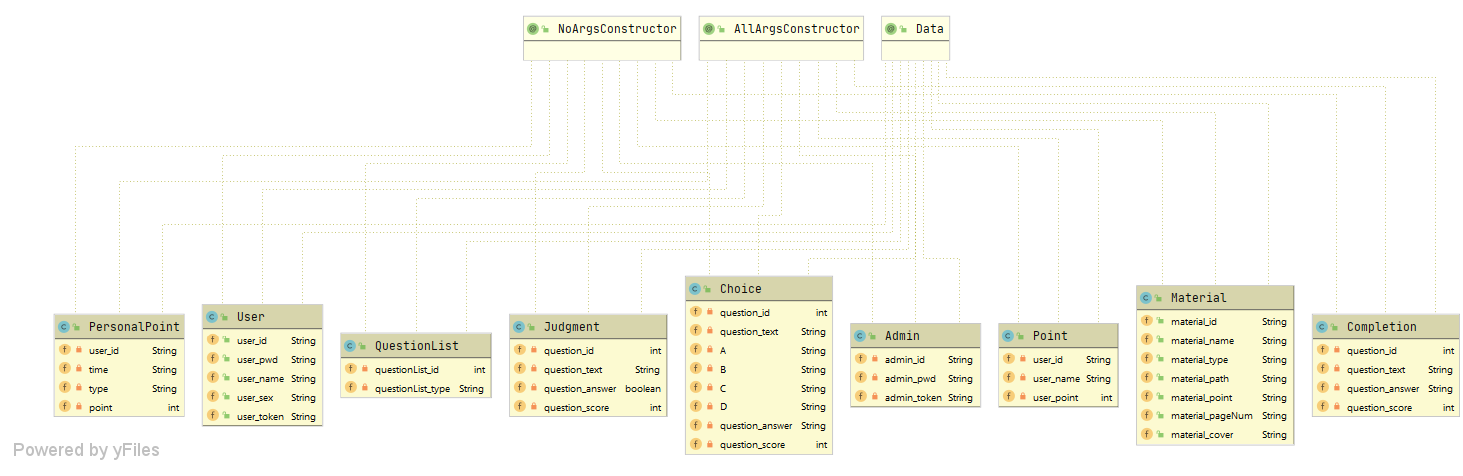 NoArgsConstructor
AllArgsConstructor
Data
PersonalPoint
user_id String
time String
type String
point int
User
user_id String
user_pwd String
user_name String
user_sex String
user_token String
QuestionList
questionList_id int
questionList_type String
Judgment
question_id int
question_text String
question_answer boolean
question_score int
Choice
question_id int
question_text String
A String
B String
C String
D String
question_answer String
question_score int
Admin
admin_id String
admin_pwd String
admin_token String
Point
user_id String
user_name String
user_point int
Material
material_id String
material_name String
material_type String
material_path String
material_point String
material_pageNum String
material_cover String
Completion
question_id int
question_text String
question_answer String
question_score int
Powered by yFiles